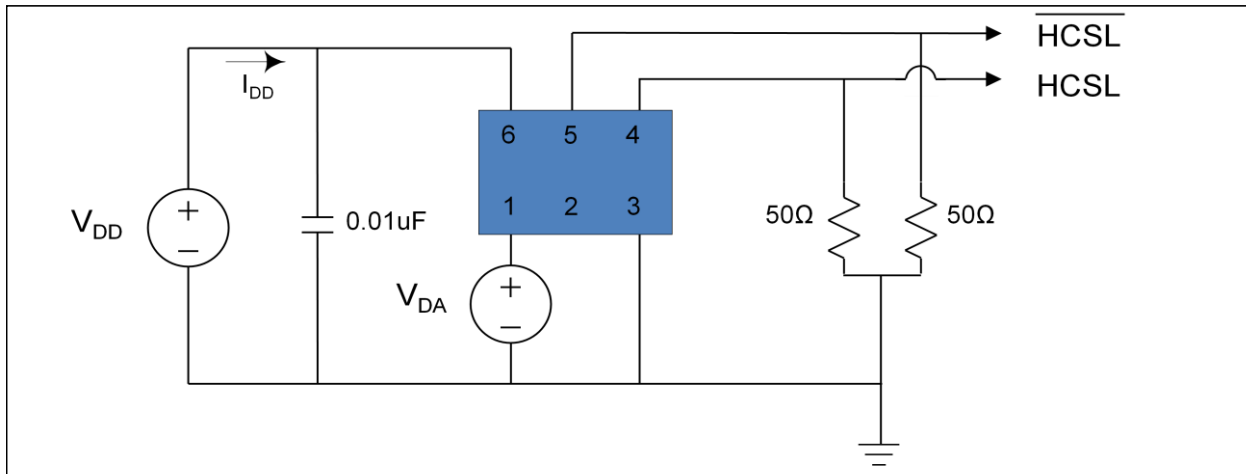 HCSL
I_DD
HCSL
6 5 4
1 2 3
V_DD
+
−
0.01uF
V_DA
+
−
50Ω
50Ω